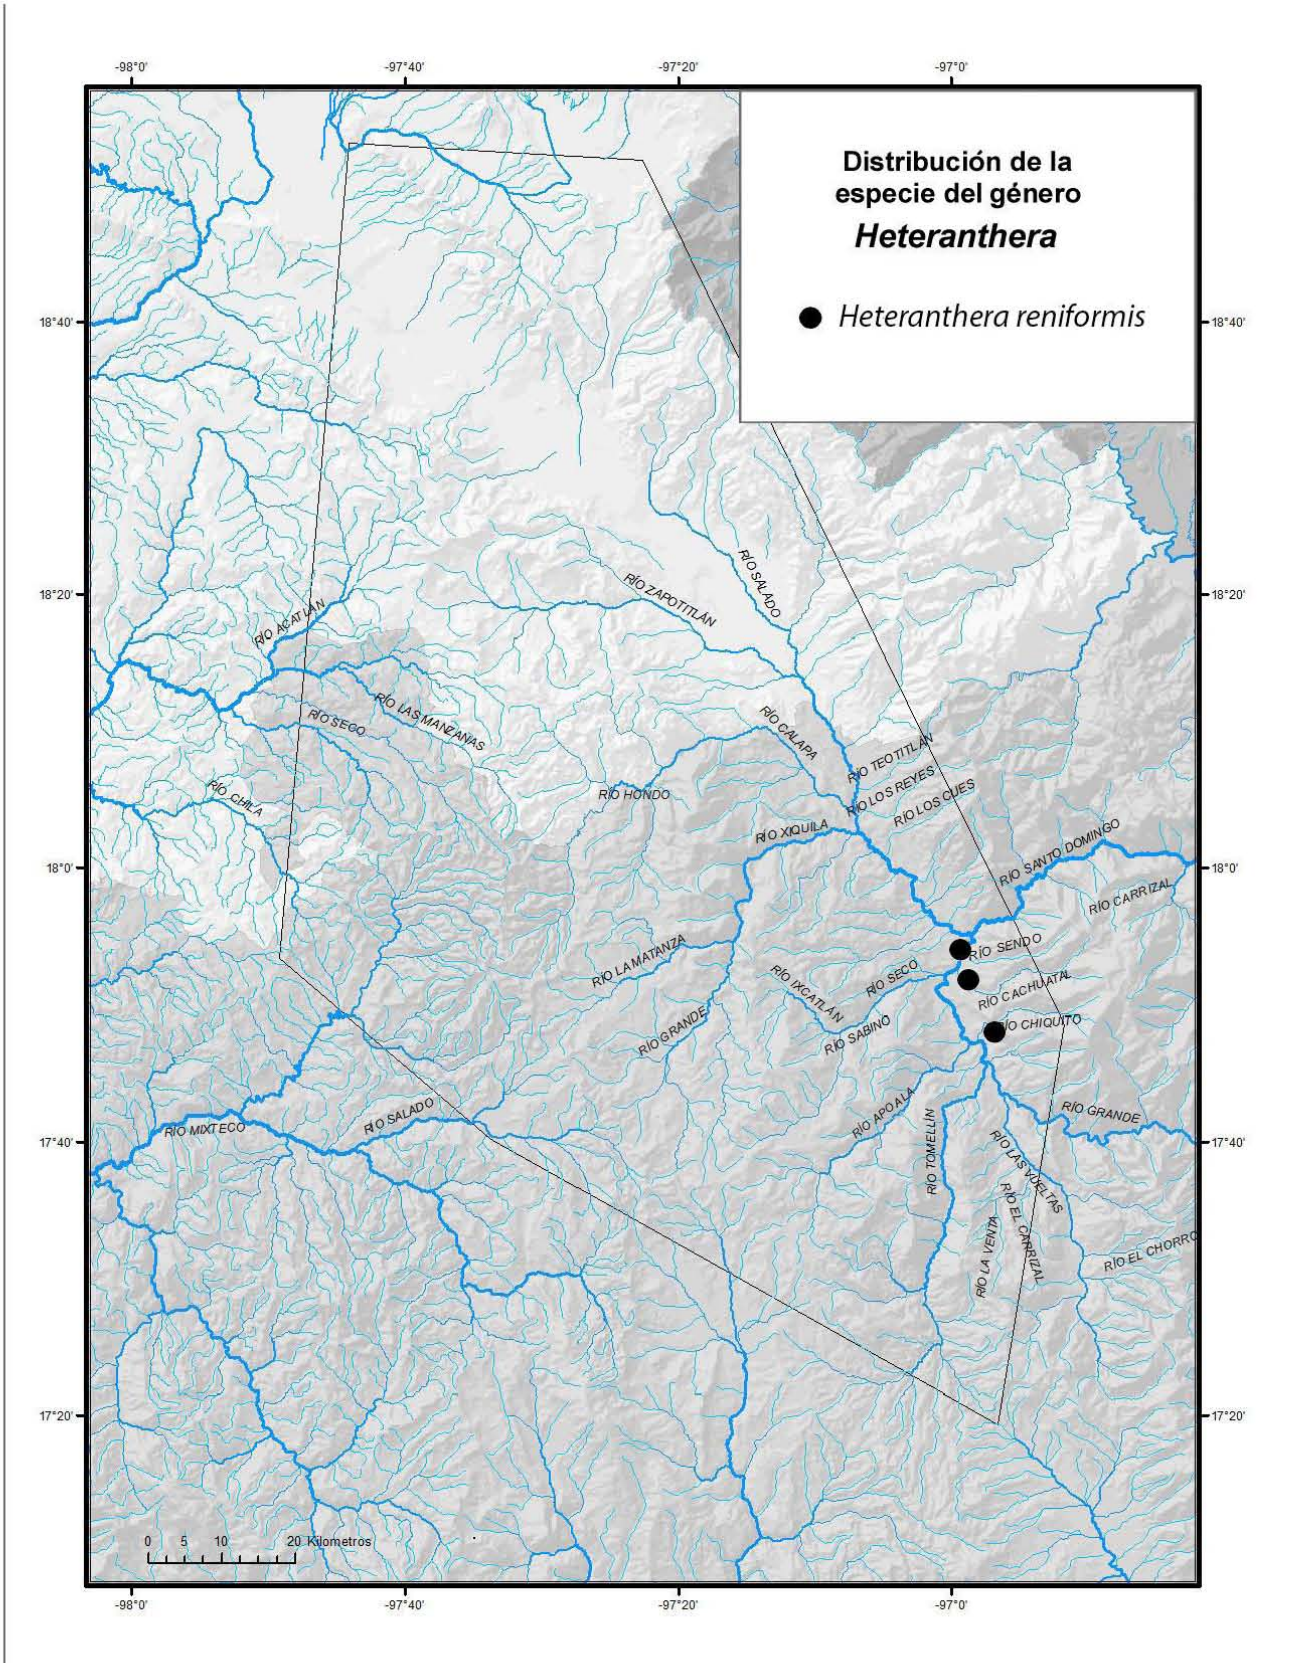 -98°0'
-97°40'
-97°20'
-97°0'
Distribución de la
especie del género
Heteranthera
Heteranthera reniformis
18°40'
18°40'
RÍO SALADO
RÍO ZAPOTITLÁN
18°20'
18°20'
RÍO ACATLÁN
RÍO LAS MANZANAS
RÍO SECO
RÍO CALAPA
RÍO TEOTITLÁN
RÍO LOS REYES
RÍO LOS CUES
RÍO CHILA
RÍO HONDO
RÍO XIQUILA
RÍO SANTO DOMINGO
18°0'
18°0'
RÍO CARRIZAL
RÍO SENDO
RÍO LA MATANZA
RÍO IXCATLÁN
RÍO SECO
RÍO CACHUATAL
RÍO GRANDE
RÍO SABINO
RÍO CHIQUITO
RÍO APOALA
RÍO GRANDE
RÍO SALADO
RÍO MIXTECO
17°40'
17°40'
RÍO TOMELLÍN
RÍO LAS VUELTAS
RÍO EL CARRIZAL
RÍO LA VENTA
RÍO EL CHORRO
17°20'
17°20'
0 5 10 20 Kilometros
-98°0'
-97°40'
-97°20'
-97°0'